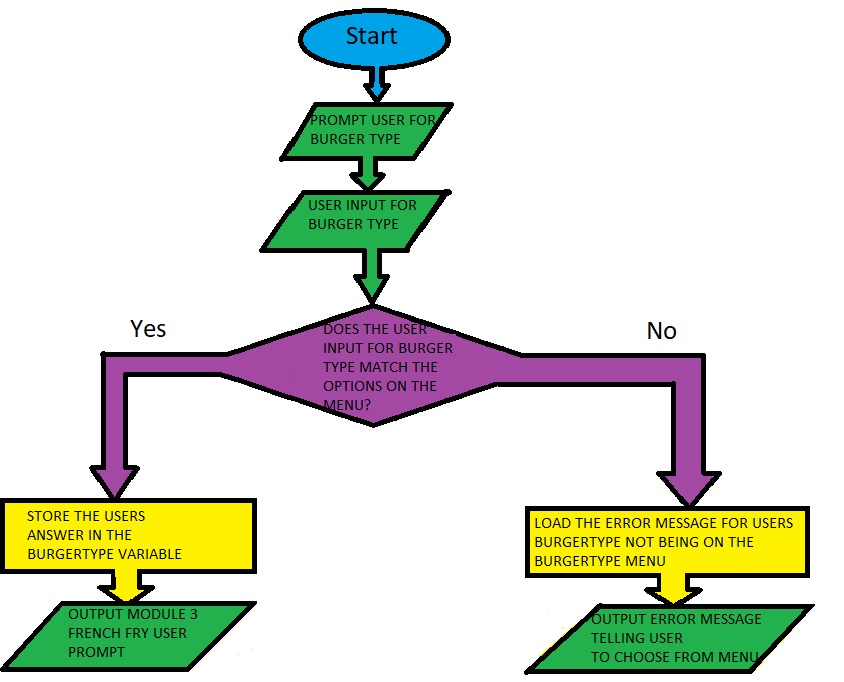 Start
PROMPT USER FOR
BURGER TYPE
USER INPUT FOR
BURGER TYPE
DOES THE USER
INPUT FOR BURGER
TYPE MATCH THE
OPTIONS ON THE
MENU?
Yes
No
STORE THE USERS
ANSWER IN THE
BURGERTYPE VARIABLE
LOAD THE ERROR MESSAGE FOR USERS
BURGERTYPE NOT BEING ON THE
BURGERTYPE MENU
OUTPUT MODULE 3
FRENCH FRY USER
PROMPT
OUTPUT ERROR MESSAGE
TELLING USER
TO CHOOSE FROM MENU